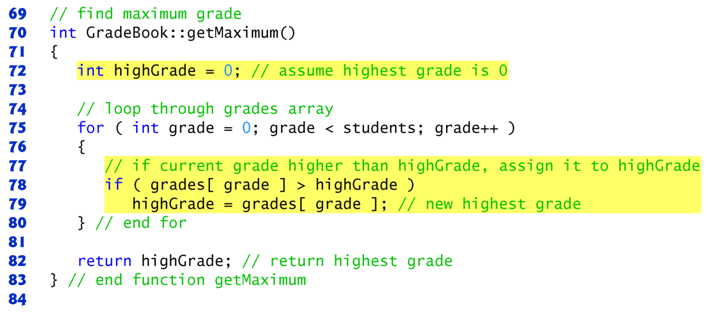 69 // find maximum grade
70 int GradeBook::getMaximum()
71 {
72 int highGrade = 0; // assume highest grade is 0
73
74 // loop through grades array
75 for ( int grade = 0; grade < students; grade++ )
76 {
77 // if current grade higher than highGrade, assign it to highGrade
78 if ( grades[ grade ] > highGrade )
79 highGrade = grades[ grade ]; // new highest grade
80 } // end for
81
82 return highGrade; // return highest grade
83 } // end function getMaximum
84